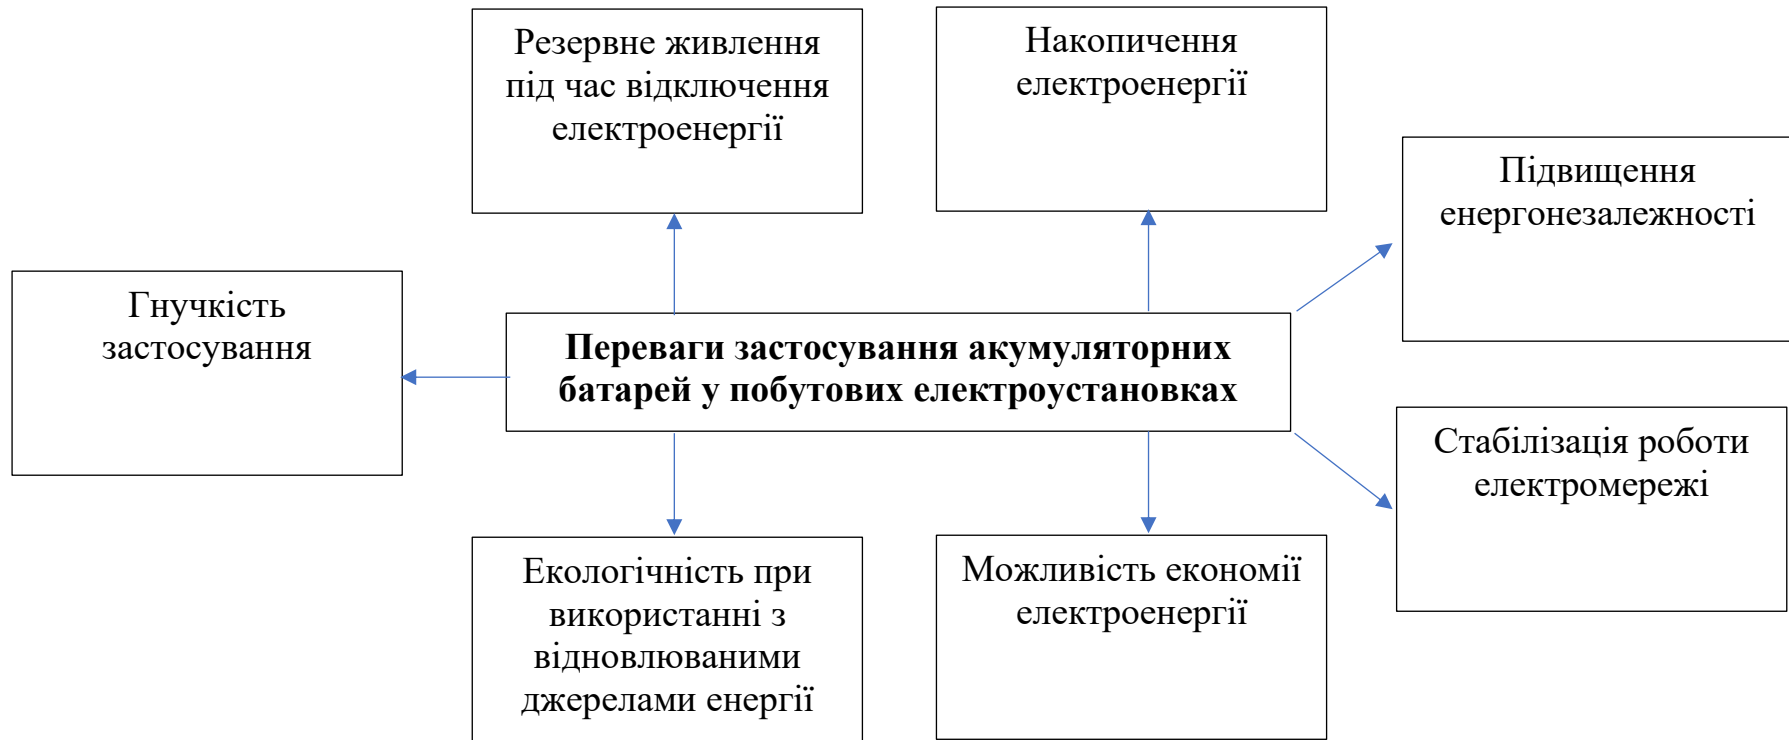 Резервне живлення
під час відключення
електроенергії
Накопичення
електроенергії
Підвищення
енергонезалежності
Гнучкість
застосування
Переваги застосування акумуляторних
батарей у побутових електроустановках
Стабілізація роботи
електромережі
Екологічність при
використанні з
відновлюваними
джерелами енергії
Можливість економії
електроенергії